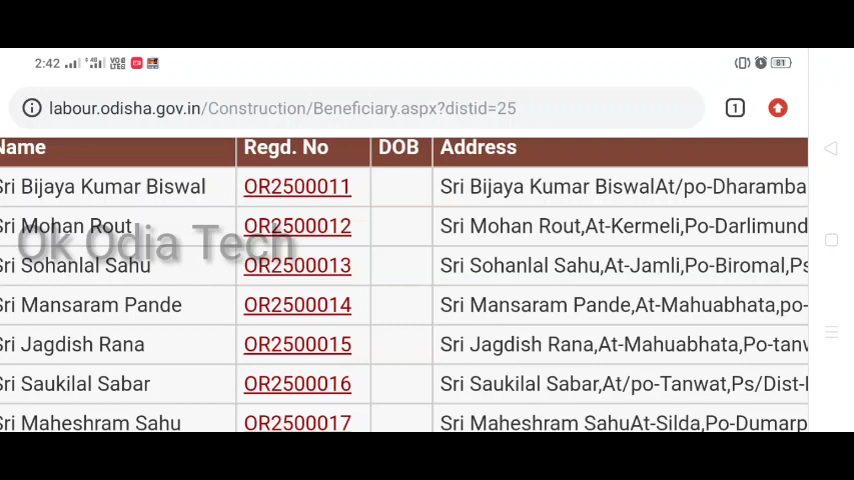 2:42 4G VO LTE 81
labour.odisha.gov.in/Construction/Beneficiary.aspx?distid=25 1
Name Regd. No DOB Address
Sri Bijaya Kumar Biswal OR2500011 Sri Bijaya Kumar BiswalAt/po-Dharamba
Sri Mohan Rout OR2500012 Sri Mohan Rout,At-Kermeli,Po-Darlimund
Ok Odia Tech
Sri Sohanlal Sahu OR2500013 Sri Sohanlal Sahu,At-Jamli,Po-Biromal,Ps
Sri Mansaram Pande OR2500014 Sri Mansaram Pande,At-Mahuabhata,po-
Sri Jagdish Rana OR2500015 Sri Jagdish Rana,At-Mahuabhata,Po-tanw
Sri Saukilal Sabar OR2500016 Sri Saukilal Sabar,At/po-Tanwat,Ps/Dist-
Sri Maheshram Sahu OR2500017 Sri Maheshram SahuAt-Silda,Po-Dumarp